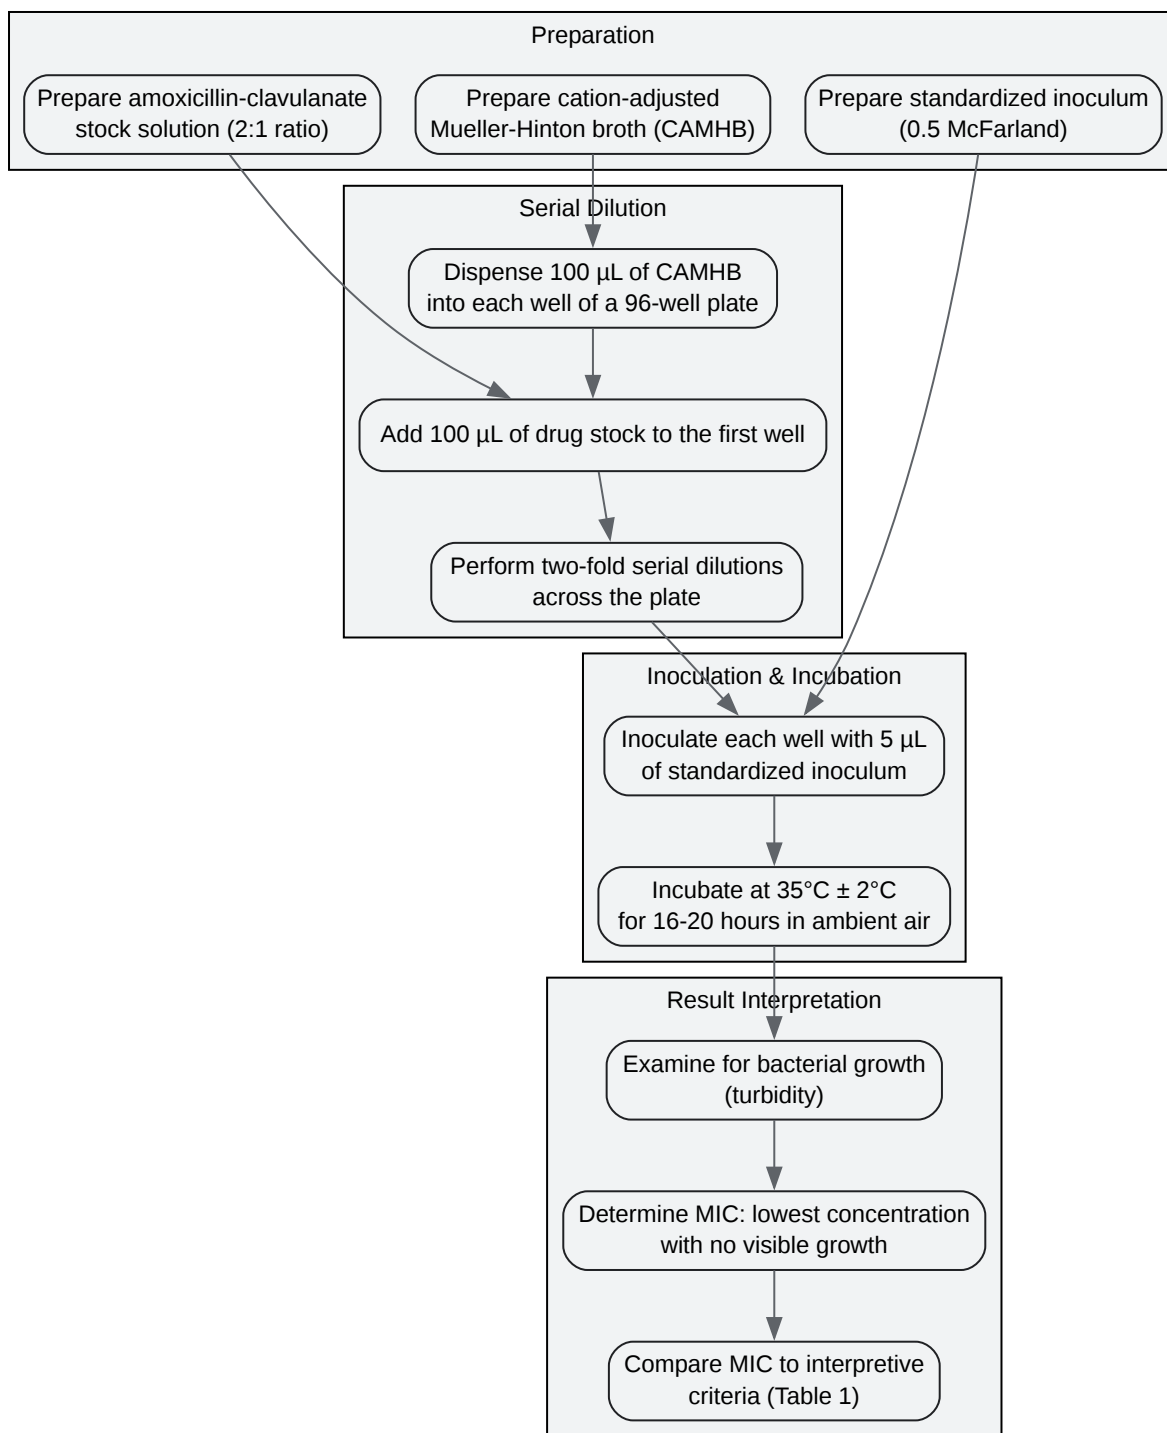 Preparation
Prepare amoxicillin-clavulanate
stock solution (2:1 ratio)
Prepare cation-adjusted
Mueller-Hinton broth (CAMHB)
Prepare standardized inoculum
(0.5 McFarland)
Serial Dilution
Dispense 100 µL of CAMHB
into each well of a 96-well plate
Add 100 µL of drug stock to the first well
Perform two-fold serial dilutions
across the plate
Inoculation & Incubation
Inoculate each well with 5 µL
of standardized inoculum
Incubate at 35°C ± 2°C
for 16-20 hours in ambient air
Result Interpretation
Examine for bacterial growth
(turbidity)
Determine MIC: lowest concentration
with no visible growth
Compare MIC to interpretive
criteria (Table 1)